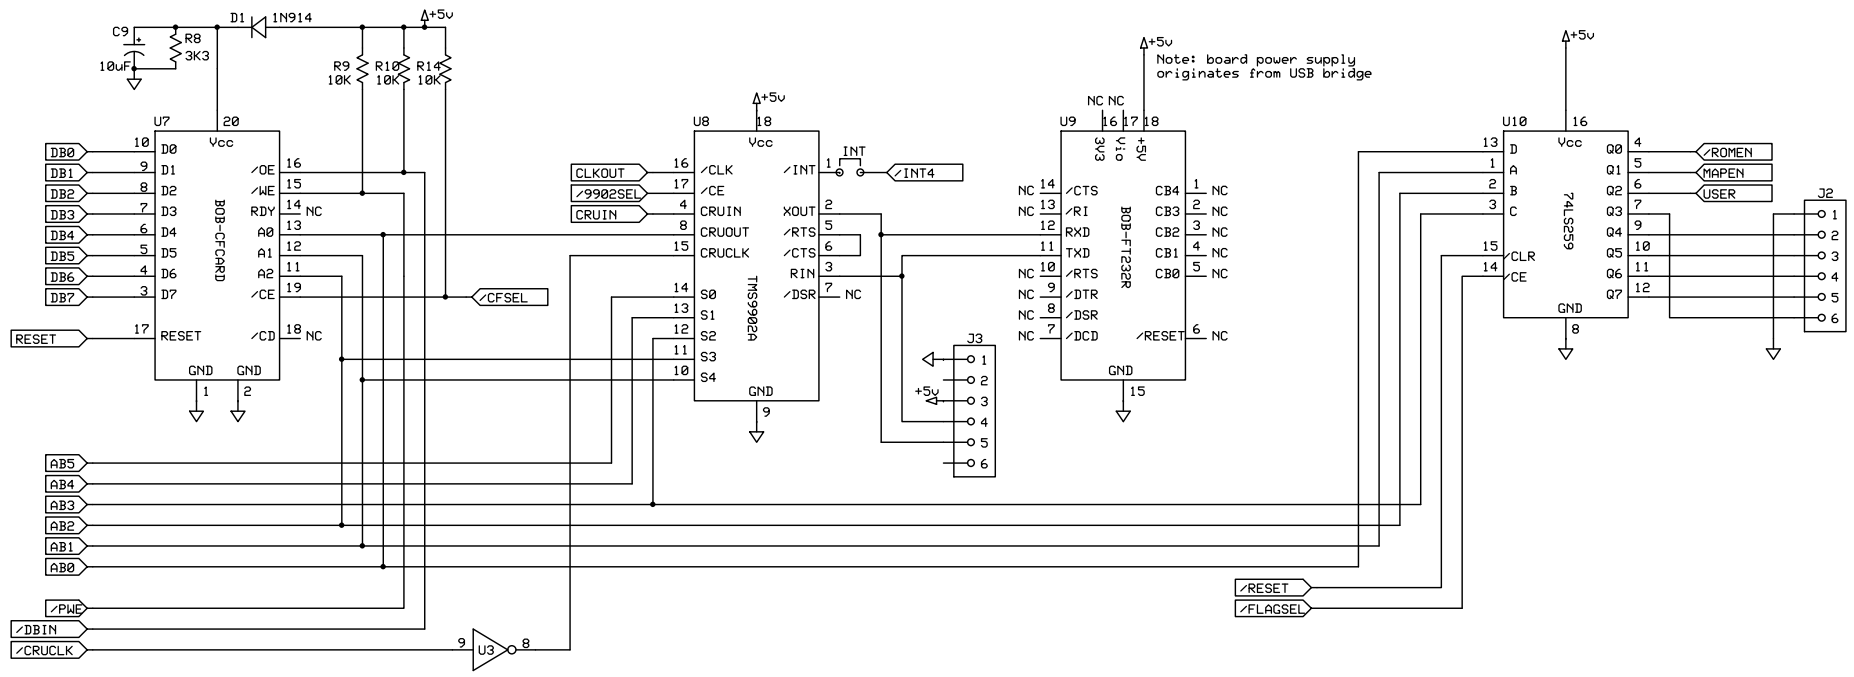 D1 1N914
+5v
C9
R8
3K3
10uF
R9
10K
R10
10K
R14
10K
U7
20
Vcc
DB0 10 D0
DB1 9 D1
DB2 8 D2
DB3 7 D3
DB4 6 D4
DB5 5 D5
DB6 4 D6
DB7 3 D7
RESET 17 RESET
BOB-CFCARD
/OE 16
/WE 15
RDY 14 NC
A0 13
A1 12
A2 11
/CE 19
/CFSEL
/CD 18 NC
GND GND
1 2
+5v
U8
18
Vcc
CLKOUT 16 /CLK
/9902SEL 17 /CE
CRUIN 4 CRUIN
8 CRUOUT
15 CRUCLK
14 S0
13 S1
12 S2
11 S3
10 S4
TMS9902A
/INT 1
INT
/INT4
XOUT 2
/RTS 5
/CTS 6
RIN 3
/DSR 7 NC
GND
9
J3
1
2
+5v 3
4
5
6
+5v
Note: board power supply
originates from USB bridge
NC NC
U9
16 17 18
3V3 Vio +5V
NC 14 /CTS
NC 13 /RI
12 RXD
11 TXD
NC 10 /RTS
NC 9 /DTR
NC 8 /DSR
NC 7 /DCD
BOB-FT232R
CB4 1 NC
CB3 2 NC
CB2 3 NC
CB1 4 NC
CB0 5 NC
/RESET 6 NC
GND
15
+5v
U10
16
Vcc
13 D
1 A
2 B
3 C
15 /CLR
14 /CE
74LS259
Q0 4 /ROMEN
Q1 5 MAPEN
Q2 6 USER
Q3 7
Q4 9
Q5 10
Q6 11
Q7 12
GND
8
J2
1
2
3
4
5
6
AB5
AB4
AB3
AB2
AB1
AB0
/RESET
/FLAGSEL
/PWE
/DBIN
/CRUCLK
9 U3 8